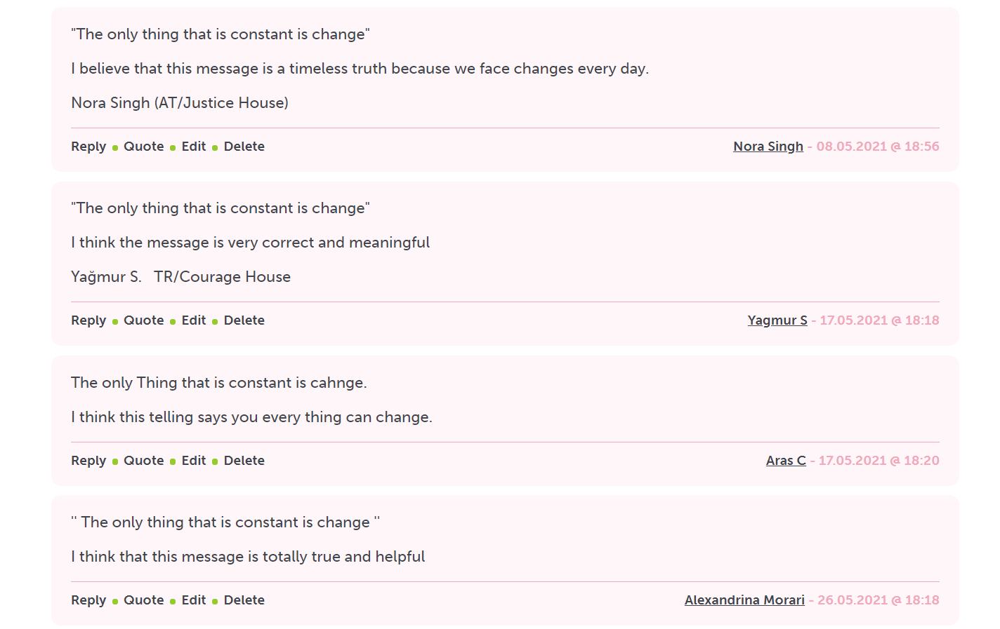 "The only thing that is constant is change"
I believe that this message is a timeless truth because we face changes every day.
Nora Singh (AT/Justice House)
Reply Quote Edit Delete Nora Singh - 08.05.2021 @ 18:56
"The only thing that is constant is change"
I think the message is very correct and meaningful
Yağmur S. TR/Courage House
Reply Quote Edit Delete Yagmur S - 17.05.2021 @ 18:18
The only Thing that is constant is cahnge.
I think this telling says you every thing can change.
Reply Quote Edit Delete Aras C - 17.05.2021 @ 18:20
'' The only thing that is constant is change ''
I think that this message is totally true and helpful
Reply Quote Edit Delete Alexandrina Morari - 26.05.2021 @ 18:18